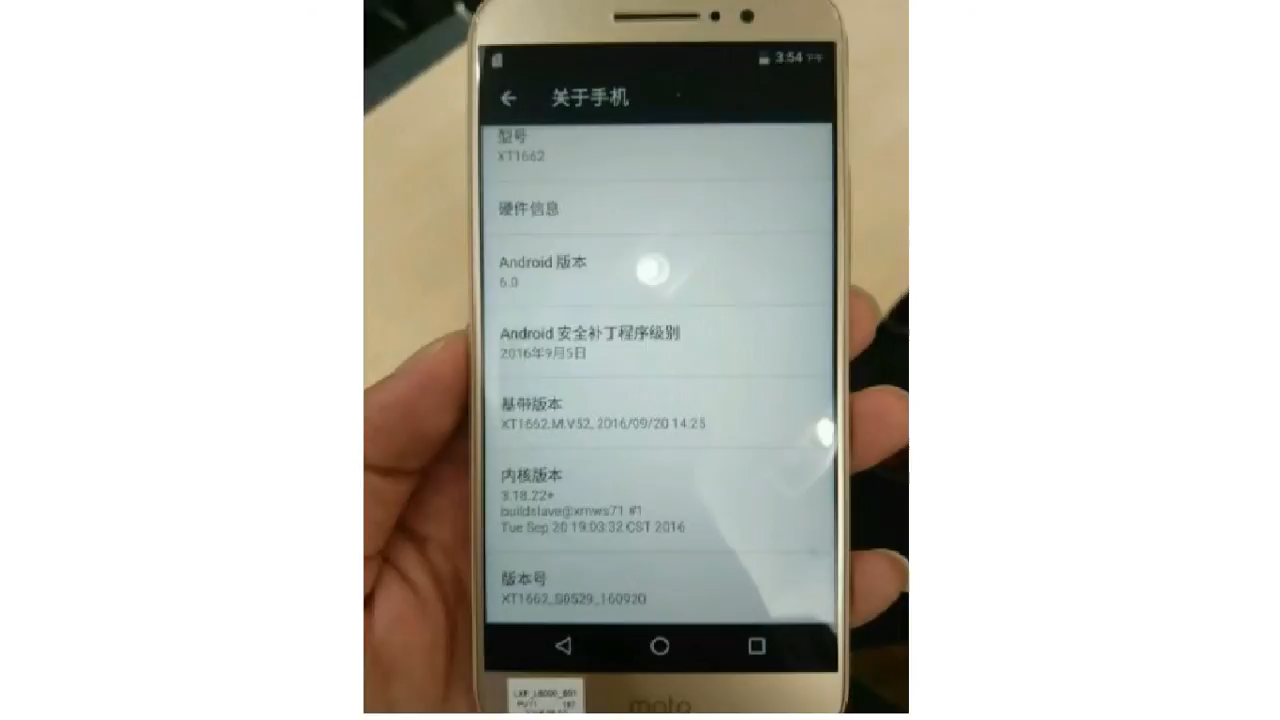 3:54 下午
关于手机
型号
XT1662
硬件信息
Android 版本
6.0
Android 安全补丁程序级别
2016年9月5日
基带版本
XT1662.M.V52, 2016/09/20 14:25
内核版本
3.18.22+
buildslave@xmws71 #1
Tue Sep 20 19:03:32 CST 2016
版本号
XT1662_S0529_160920
moto